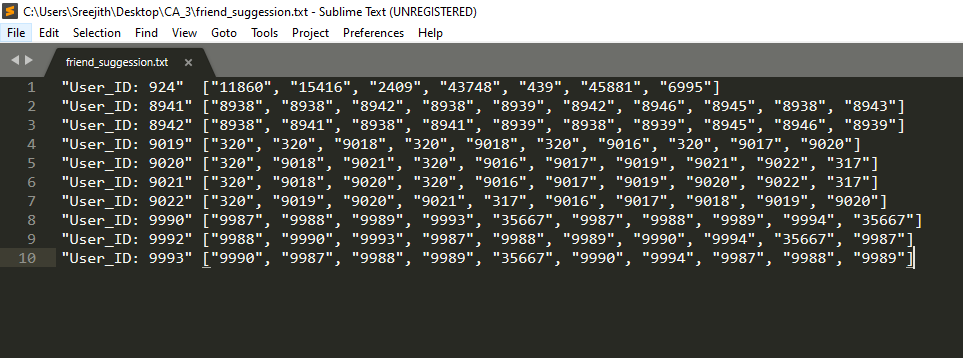 C:\Users\Sreejith\Desktop\CA_3\friend_suggession.txt - Sublime Text (UNREGISTERED)
File Edit Selection Find View Goto Tools Project Preferences Help
friend_suggession.txt ×
1 "User_ID: 924" ["11860", "15416", "2409", "43748", "439", "45881", "6995"]
2 "User_ID: 8941" ["8938", "8938", "8942", "8938", "8939", "8942", "8946", "8945", "8938", "8943"]
3 "User_ID: 8942" ["8938", "8941", "8938", "8941", "8939", "8938", "8939", "8945", "8946", "8939"]
4 "User_ID: 9019" ["320", "320", "9018", "320", "9018", "320", "9016", "320", "9017", "9020"]
5 "User_ID: 9020" ["320", "9018", "9021", "320", "9016", "9017", "9019", "9021", "9022", "317"]
6 "User_ID: 9021" ["320", "9018", "9020", "320", "9016", "9017", "9019", "9020", "9022", "317"]
7 "User_ID: 9022" ["320", "9019", "9020", "9021", "317", "9016", "9017", "9018", "9019", "9020"]
8 "User_ID: 9990" ["9987", "9988", "9989", "9993", "35667", "9987", "9988", "9989", "9994", "35667"]
9 "User_ID: 9992" ["9988", "9990", "9993", "9987", "9988", "9989", "9990", "9994", "35667", "9987"]
10 "User_ID: 9993" ["9990", "9987", "9988", "9989", "35667", "9990", "9994", "9987", "9988", "9989"]